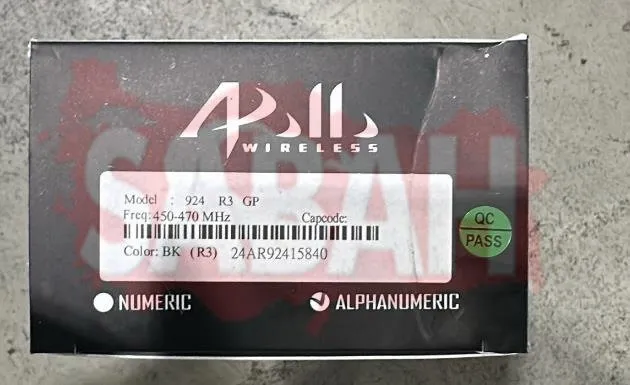 Apollo
WIRELESS
SABAH
Model : 924 R3 GP
Freq: 450-470 MHz Capcode:
Color: BK (R3) 24AR92415840
QC
PASS
NUMERIC
ALPHANUMERIC